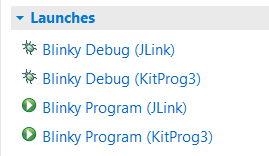 Launches
Blinky Debug (JLink)
Blinky Debug (KitProg3)
Blinky Program (JLink)
Blinky Program (KitProg3)